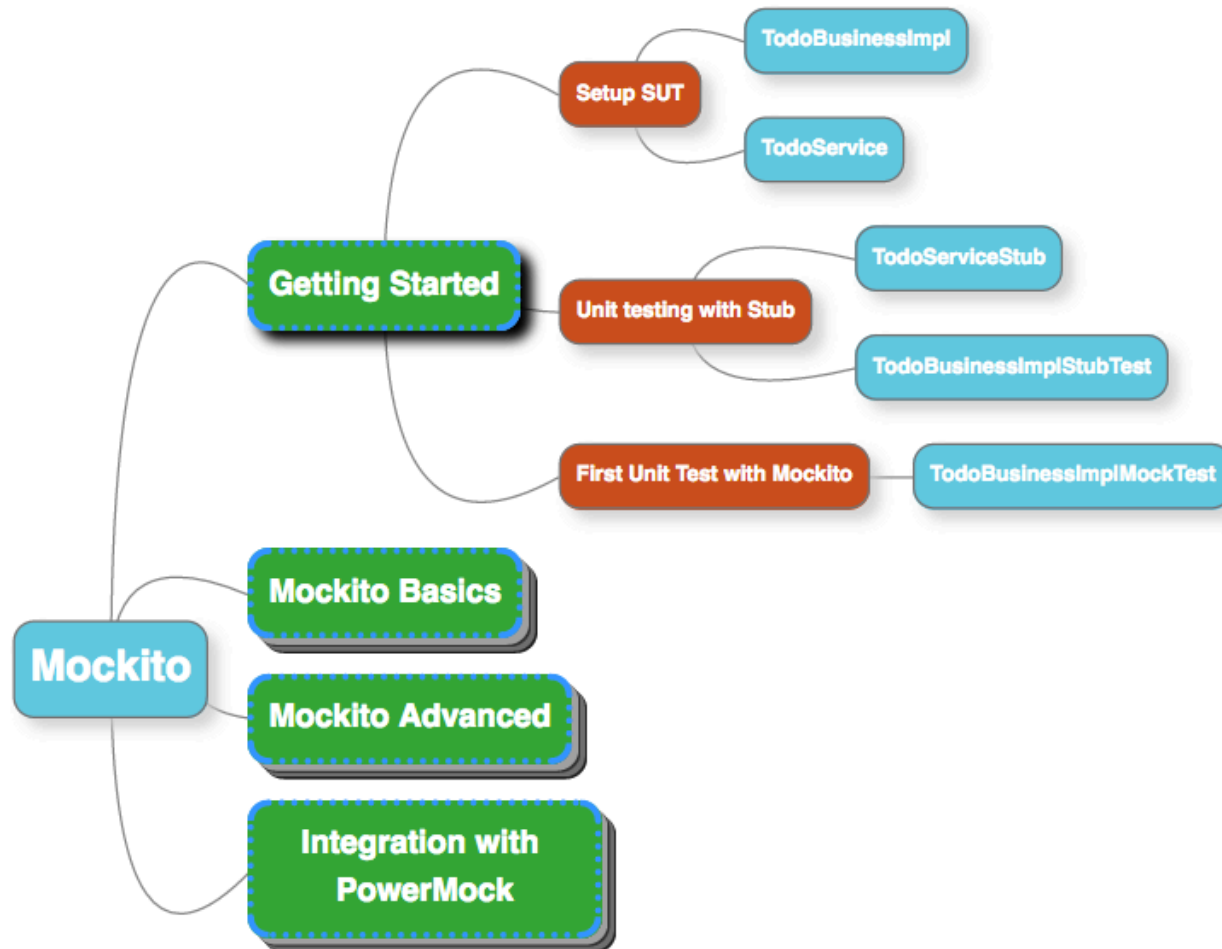 TodoBusinessImpl
Setup SUT
TodoService
Getting Started
TodoServiceStub
Unit testing with Stub
TodoBusinessImplStubTest
First Unit Test with Mockito
TodoBusinessImplMockTest
Mockito Basics
Mockito
Mockito Advanced
Integration with
PowerMock